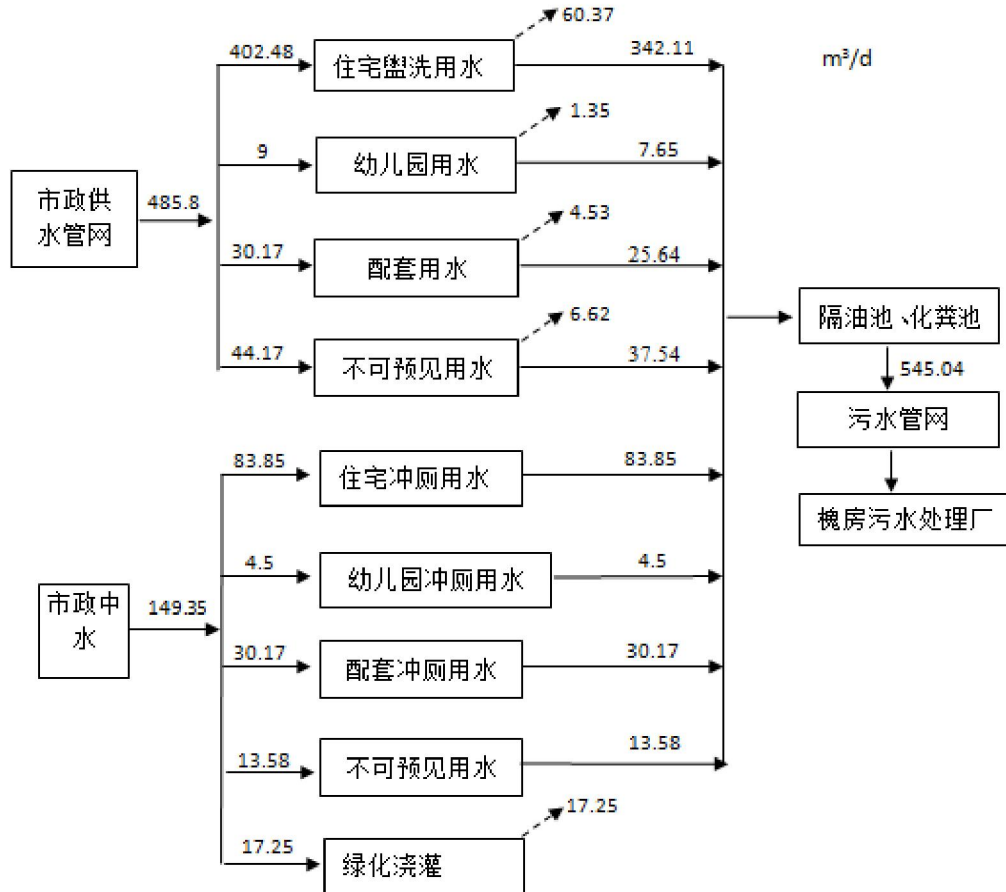 60.37
402.48
住宅盥洗用水
342.11
m³/d
1.35
9
幼儿园用水
7.65
市政供
水管网
485.8
4.53
30.17
配套用水
25.64
6.62
44.17
不可预见用水
37.54
隔油池、化粪池
545.04
污水管网
槐房污水处理厂
83.85
住宅冲厕用水
83.85
4.5
幼儿园冲厕用水
4.5
市政中
水
149.35
30.17
配套冲厕用水
30.17
13.58
不可预见用水
13.58
17.25
17.25
绿化浇灌